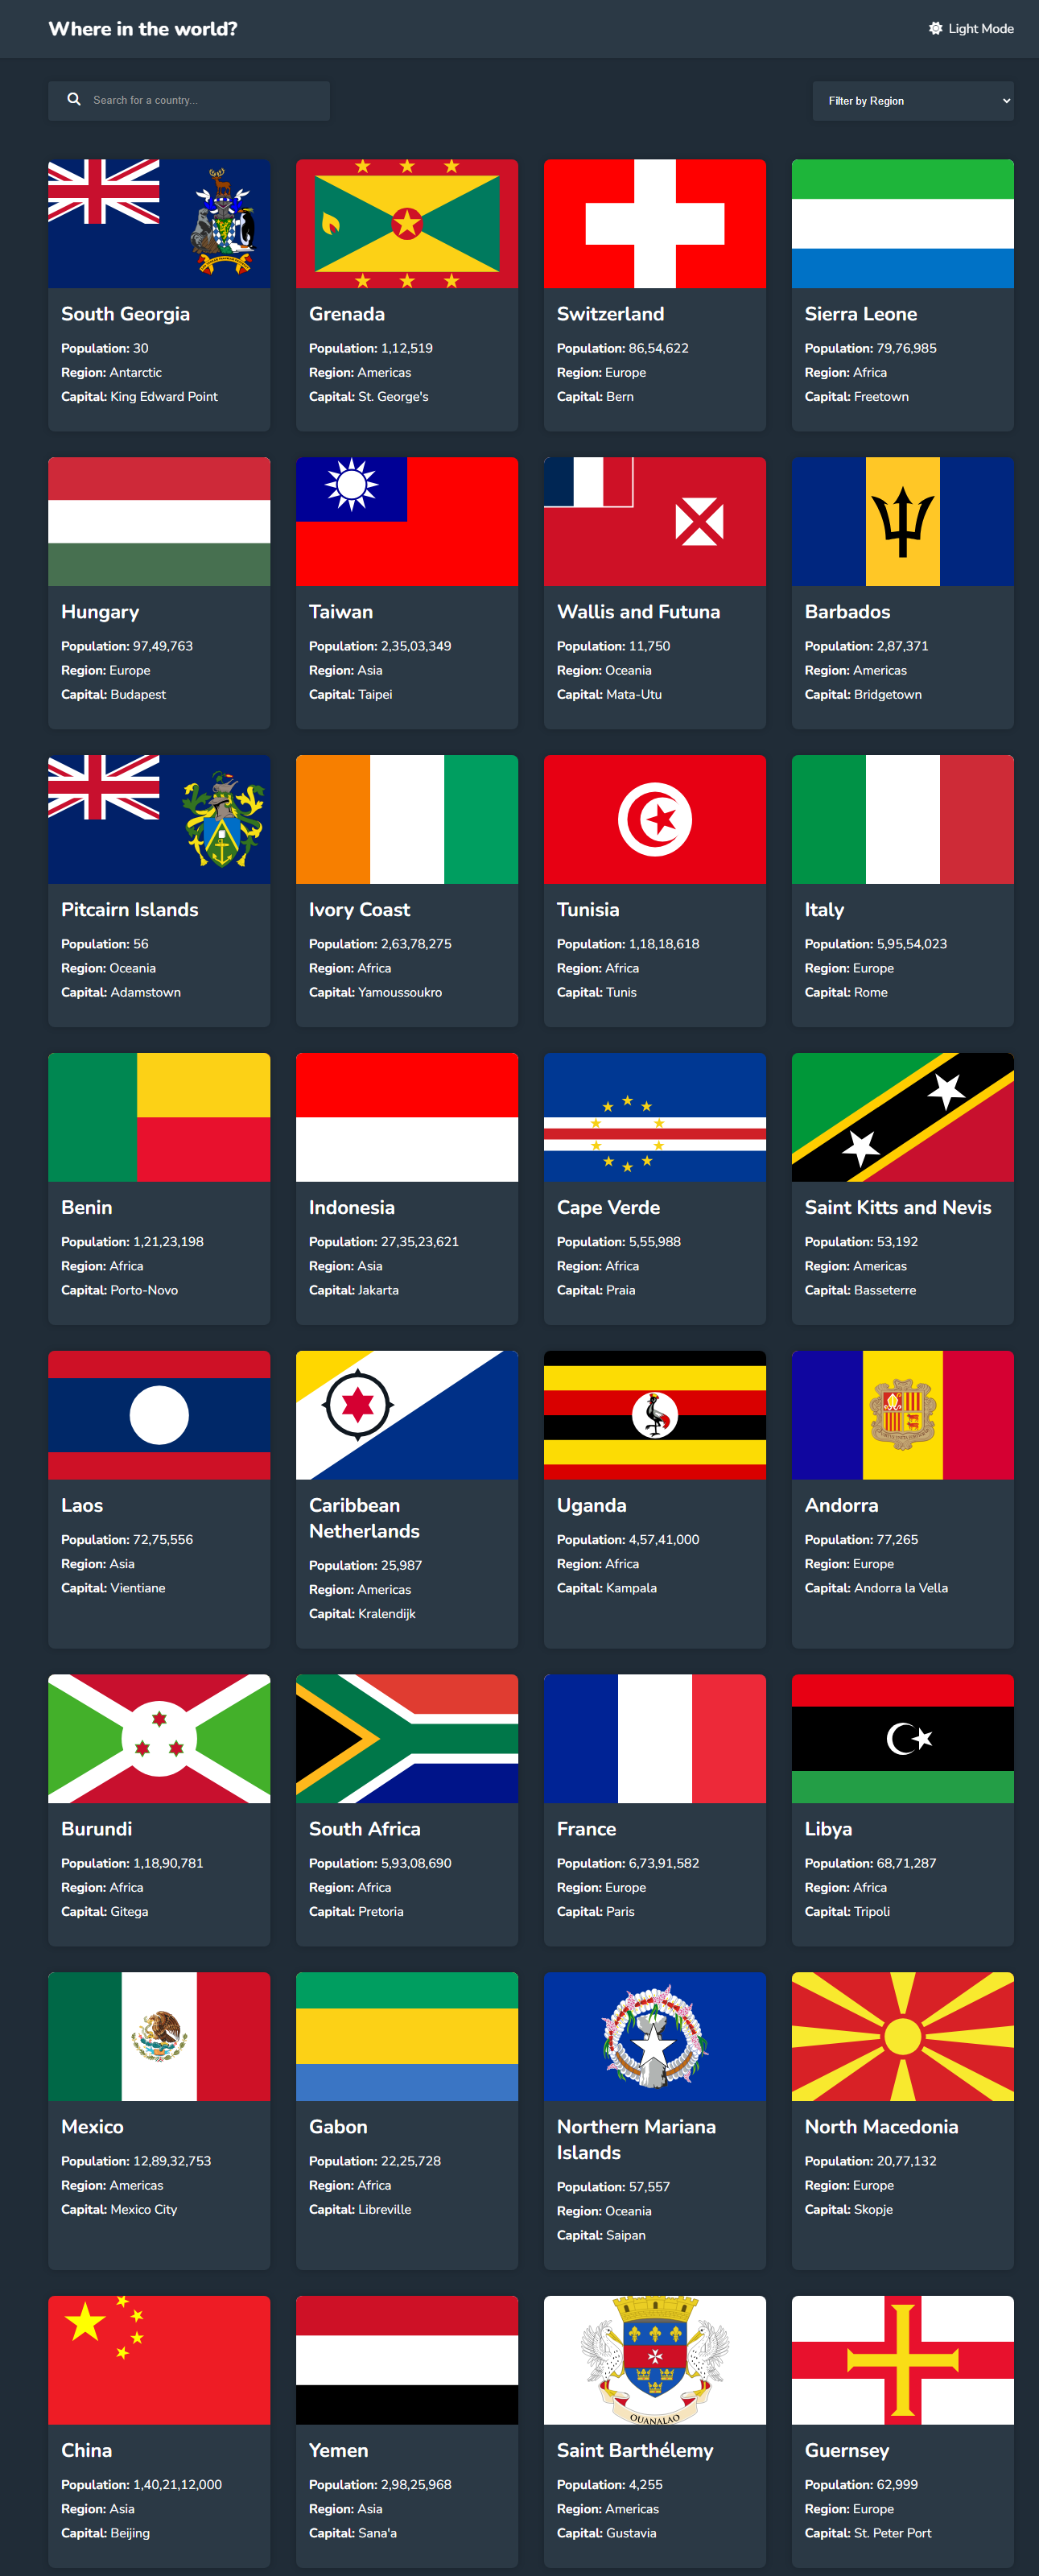 Where in the world?
Light Mode
Search for a country...
Filter by Region
South Georgia
Population: 30
Region: Antarctic
Capital: King Edward Point
Grenada
Population: 1,12,519
Region: Americas
Capital: St. George's
Switzerland
Population: 86,54,622
Region: Europe
Capital: Bern
Sierra Leone
Population: 79,76,985
Region: Africa
Capital: Freetown
Hungary
Population: 97,49,763
Region: Europe
Capital: Budapest
Taiwan
Population: 2,35,03,349
Region: Asia
Capital: Taipei
Wallis and Futuna
Population: 11,750
Region: Oceania
Capital: Mata-Utu
Barbados
Population: 2,87,371
Region: Americas
Capital: Bridgetown
Pitcairn Islands
Population: 56
Region: Oceania
Capital: Adamstown
Ivory Coast
Population: 2,63,78,275
Region: Africa
Capital: Yamoussoukro
Tunisia
Population: 1,18,18,618
Region: Africa
Capital: Tunis
Italy
Population: 5,95,54,023
Region: Europe
Capital: Rome
Benin
Population: 1,21,23,198
Region: Africa
Capital: Porto-Novo
Indonesia
Population: 27,35,23,621
Region: Asia
Capital: Jakarta
Cape Verde
Population: 5,55,988
Region: Africa
Capital: Praia
Saint Kitts and Nevis
Population: 53,192
Region: Americas
Capital: Basseterre
Laos
Population: 72,75,556
Region: Asia
Capital: Vientiane
Caribbean
Netherlands
Population: 25,987
Region: Americas
Capital: Kralendijk
Uganda
Population: 4,57,41,000
Region: Africa
Capital: Kampala
Andorra
Population: 77,265
Region: Europe
Capital: Andorra la Vella
Burundi
Population: 1,18,90,781
Region: Africa
Capital: Gitega
South Africa
Population: 5,93,08,690
Region: Africa
Capital: Pretoria
France
Population: 6,73,91,582
Region: Europe
Capital: Paris
Libya
Population: 68,71,287
Region: Africa
Capital: Tripoli
Mexico
Population: 12,89,32,753
Region: Americas
Capital: Mexico City
Gabon
Population: 22,25,728
Region: Africa
Capital: Libreville
Northern Mariana
Islands
Population: 57,557
Region: Oceania
Capital: Saipan
North Macedonia
Population: 20,77,132
Region: Europe
Capital: Skopje
OUANALAO
China
Population: 1,40,21,12,000
Region: Asia
Capital: Beijing
Yemen
Population: 2,98,25,968
Region: Asia
Capital: Sana'a
Saint Barthélemy
Population: 4,255
Region: Americas
Capital: Gustavia
Guernsey
Population: 62,999
Region: Europe
Capital: St. Peter Port